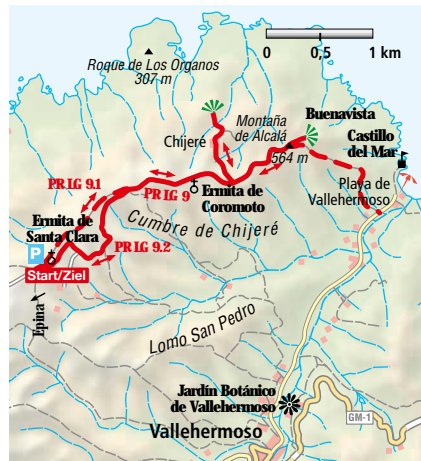 0 0,5 1 km
Roque de Los Organos
307 m
Buenavista
Montaña
de Alcalá
564 m
Castillo
del Mar
Chijeré
Playa de
Vallehermoso
PR LG 9.1
PR LG 9
Ermita de
Coromoto
Ermita de
Santa Clara
Cumbre de Chijeré
P
PR LG 9.2
Start/Ziel
Epina
Lomo San Pedro
Jardín Botánico
de Vallehermoso
GM-1
Vallehermoso